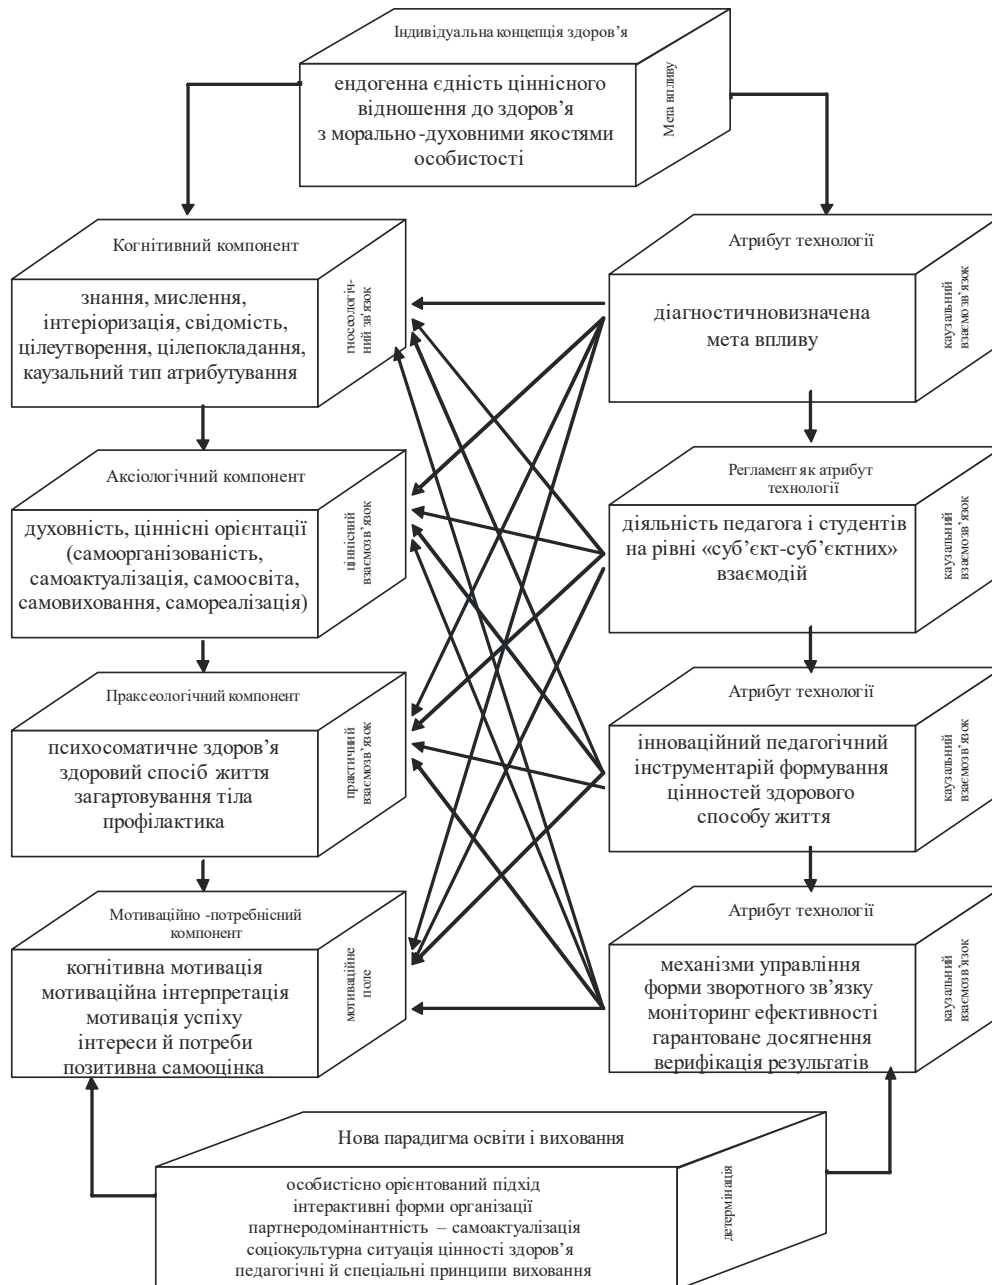 Індивідуальна концепція здоров’я
ендогенна єдність ціннісного
відношення до здоров’я
з морально -духовними якостями
особистості
Мета впливу
Когнітивний компонент
знання, мислення,
інтеріоризація, свідомість,
цілеутворення, цілепокладання,
каузальний тип атрибутування
гносеологіч-
ний зв’язок
Атрибут технології
діагностичновизначена
мета впливу
каузальний
взаємозв’язок
Аксіологічний компонент
духовність, ціннісні орієнтації
(самоорганізованість,
самоактуалізація, самоосвіта,
самовиховання, самореалізація)
ціннісний
взаємозв’язок
Регламент як атрибут
технології
діяльність педагога і студентів
на рівні «суб’єкт-суб’єктних»
взаємодій
каузальний
взаємозв’язок
Праксеологічний компонент
психосоматичне здоров’я
здоровий спосіб життя
загартовування тіла
профілактика
практичний
взаємозв’язок
Атрибут технології
інноваційний педагогічний
інструментарій формування
цінностей здорового
способу життя
каузальний
взаємозв’язок
Мотиваційно -потребнісний
компонент
когнітивна мотивація
мотиваційна інтерпретація
мотивація успіху
інтереси й потреби
позитивна самооцінка
мотиваційне
поле
Атрибут технології
механізми управління
форми зворотного зв’язку
моніторинг ефективності
гарантоване досягнення
верифікація результатів
каузальний
взаємозв’язок
Нова парадигма освіти і виховання
особистісно орієнтований підхід
інтерактивні форми організації
партнеродомінантність – самоактуалізація
соціокультурна ситуація цінності здоров’я
педагогічні й спеціальні принципи виховання
детермінація